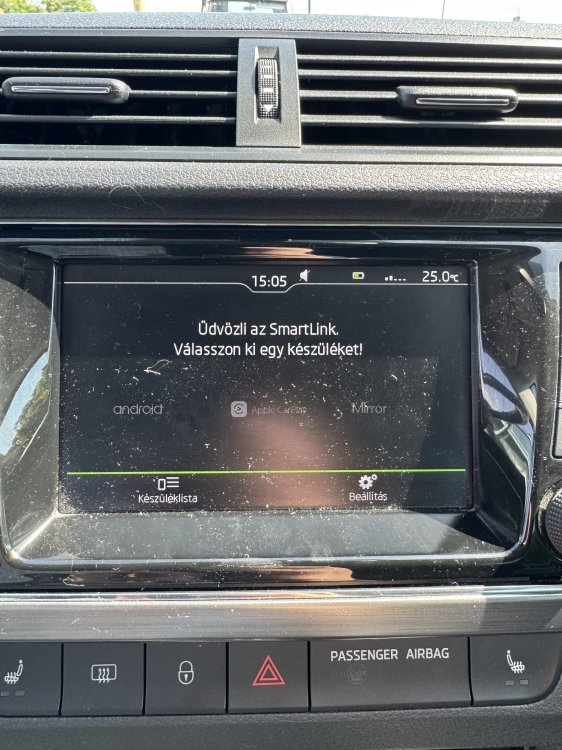 15:05
25.0°C
Üdvözli az SmartLink.
Válasszon ki egy készüléket!
android
Apple CarPlay
Mirror
Készüléklista
Beállítás
PASSENGER AIRBAG